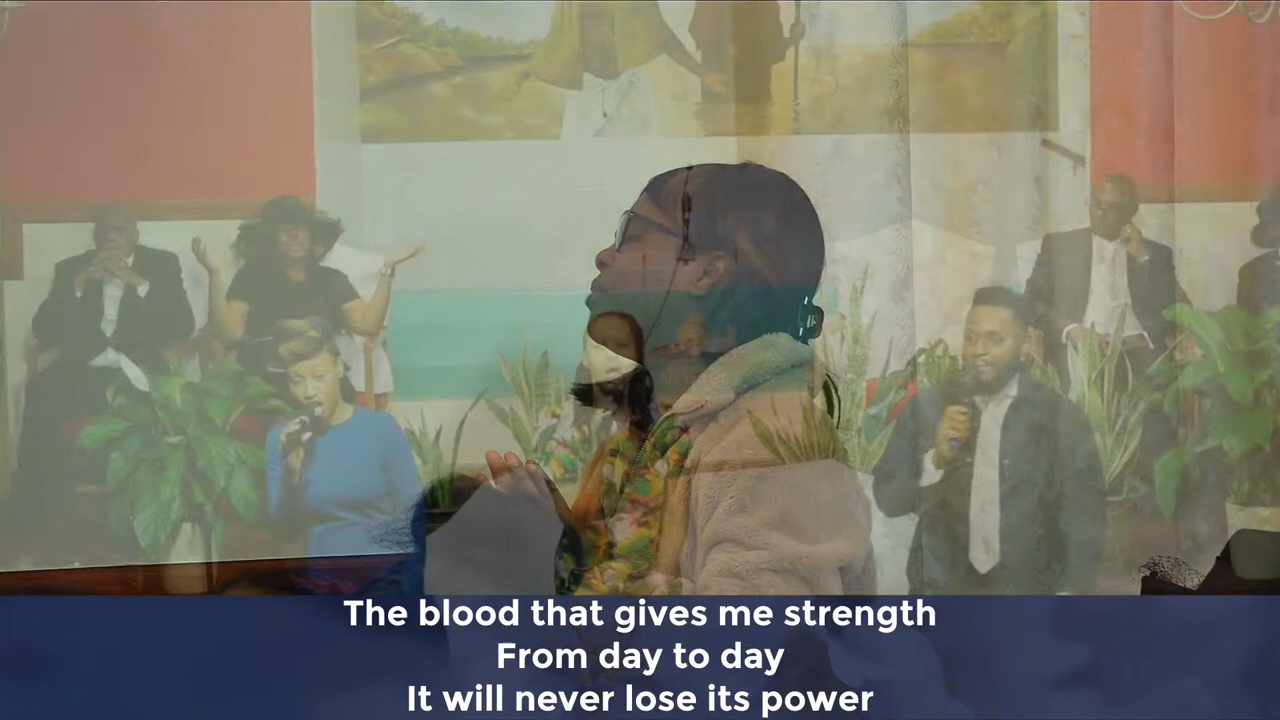 The blood that gives me strength
From day to day
It will never lose its power